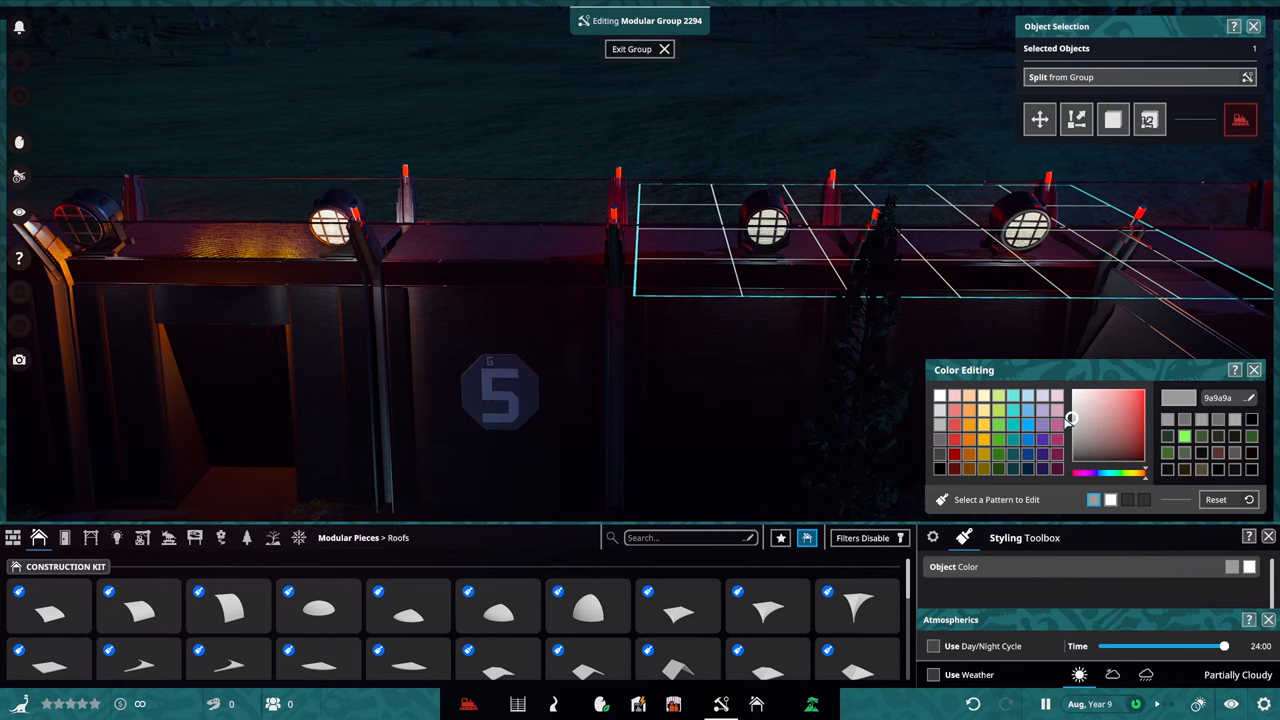 Editing Modular Group 2294
Exit Group
Object Selection
?
Selected Objects 1
Split from Group
12
?
G
5
Color Editing
?
9a9a9a
Select a Pattern to Edit
Reset
Modular Pieces > Roofs
Search...
Filters Disable
Styling Toolbox
?
CONSTRUCTION KIT
Object Color
Atmospherics
?
Use Day/Night Cycle
Time
24:00
Use Weather
Partially Cloudy
0
0
Aug, Year 9